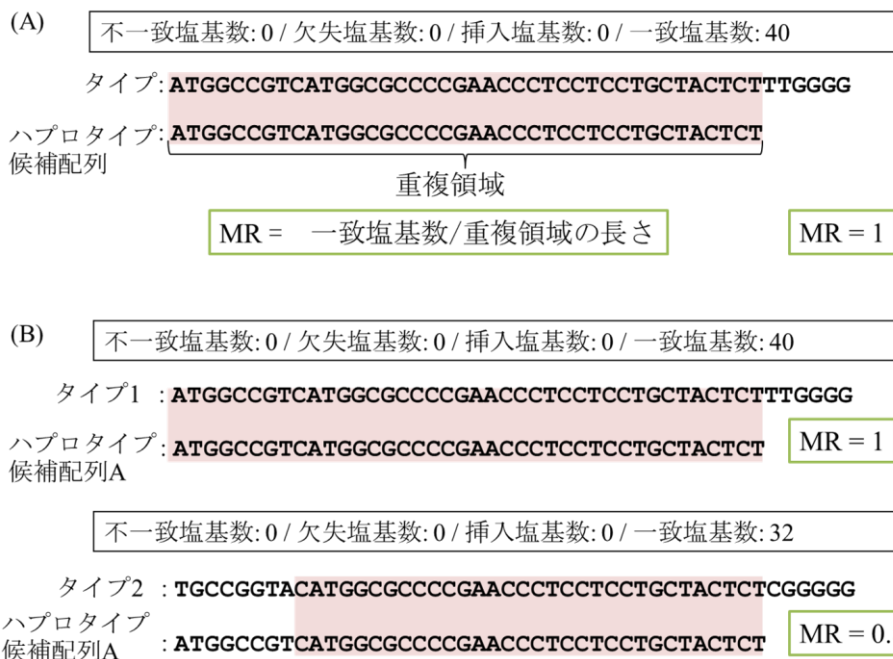 (A)
不一致塩基数: 0 / 欠失塩基数: 0 / 挿入塩基数: 0 / 一致塩基数: 40
タイプ: ATGGCCGTCATGGCGCCCCGAACCCTCCTCCTGCTACTCTTTGGGG
ハプロタイプ
候補配列 : ATGGCCGTCATGGCGCCCCGAACCCTCCTCCTGCTACTCT
重複領域
MR = 一致塩基数/重複領域の長さ
MR = 1
(B)
不一致塩基数: 0 / 欠失塩基数: 0 / 挿入塩基数: 0 / 一致塩基数: 40
タイプ1 : ATGGCCGTCATGGCGCCCCGAACCCTCCTCCTGCTACTCTTTGGGG
ハプロタイプ
候補配列A : ATGGCCGTCATGGCGCCCCGAACCCTCCTCCTGCTACTCT
MR = 1
不一致塩基数: 0 / 欠失塩基数: 0 / 挿入塩基数: 0 / 一致塩基数: 32
タイプ2 : TGCCGGTACATGGCGCCCCGAACCCTCCTCCTGCTACTCTCGGGGG
ハプロタイプ
候補配列A : ATGGCCGTCATGGCGCCCCGAACCCTCCTCCTGCTACTCT
MR = 0.